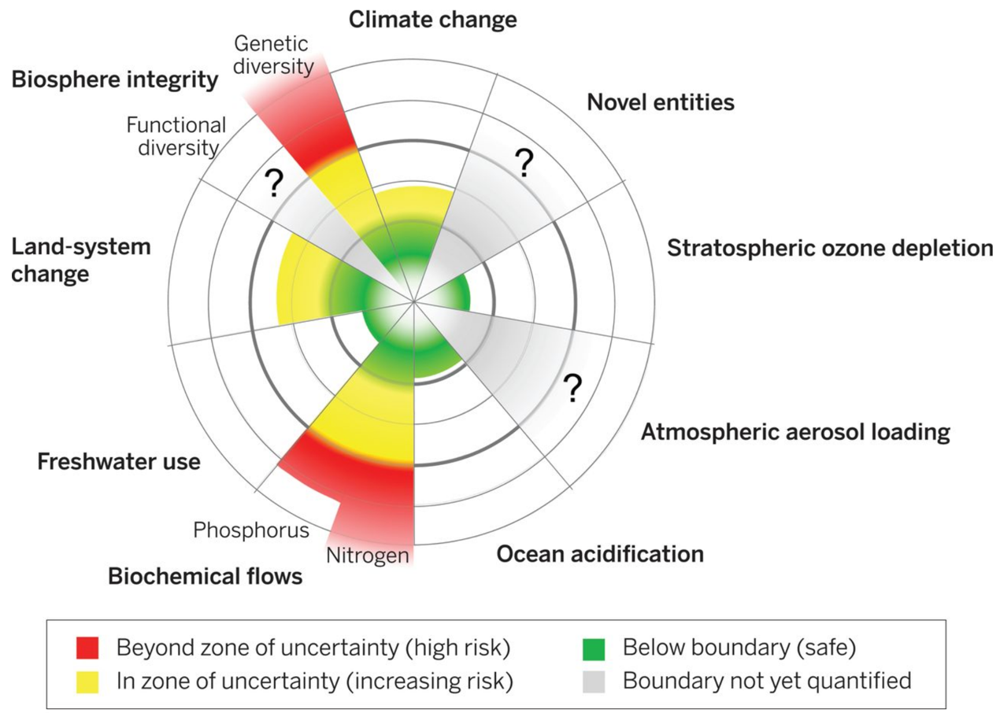 Climate change
Genetic
diversity
Biosphere integrity
Novel entities
Functional
diversity
?
?
Land-system
change
Stratospheric ozone depletion
?
Atmospheric aerosol loading
Freshwater use
Phosphorus
Nitrogen
Ocean acidification
Biochemical flows
Beyond zone of uncertainty (high risk)
Below boundary (safe)
In zone of uncertainty (increasing risk)
Boundary not yet quantified